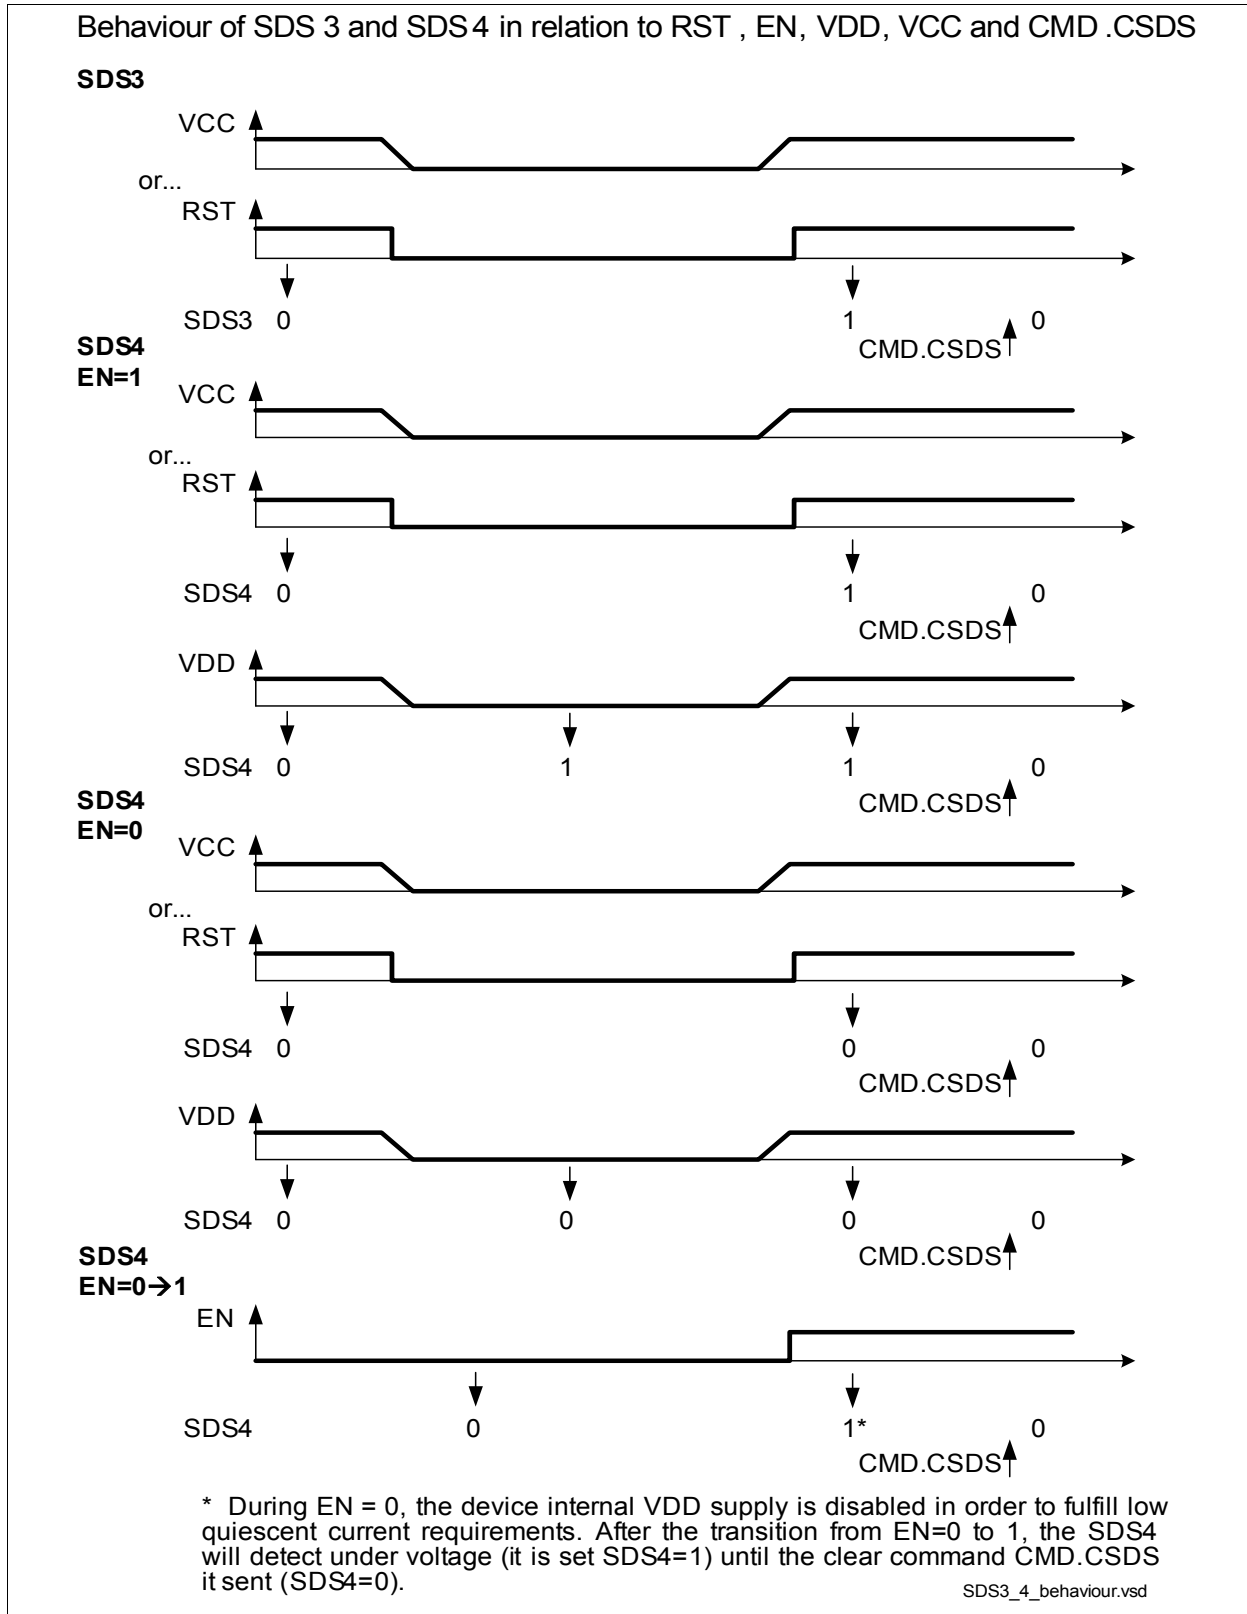 Behaviour of SDS 3 and SDS 4 in relation to RST , EN, VDD, VCC and CMD .CSDS
SDS3
VCC
or...
RST
SDS3 0 1 0
CMD.CSDS
SDS4
EN=1
VCC
or...
RST
SDS4 0 1 0
CMD.CSDS
VDD
SDS4 0 1 1 0
CMD.CSDS
SDS4
EN=0
VCC
or...
RST
SDS4 0 0 0
CMD.CSDS
VDD
SDS4 0 0 0 0
CMD.CSDS
SDS4
EN=0→1
EN
SDS4 0 1* 0
CMD.CSDS
* During EN = 0, the device internal VDD supply is disabled in order to fulfill low
quiescent current requirements. After the transition from EN=0 to 1, the SDS4
will detect under voltage (it is set SDS4=1) until the clear command CMD.CSDS
it sent (SDS4=0).
SDS3_4_behaviour.vsd